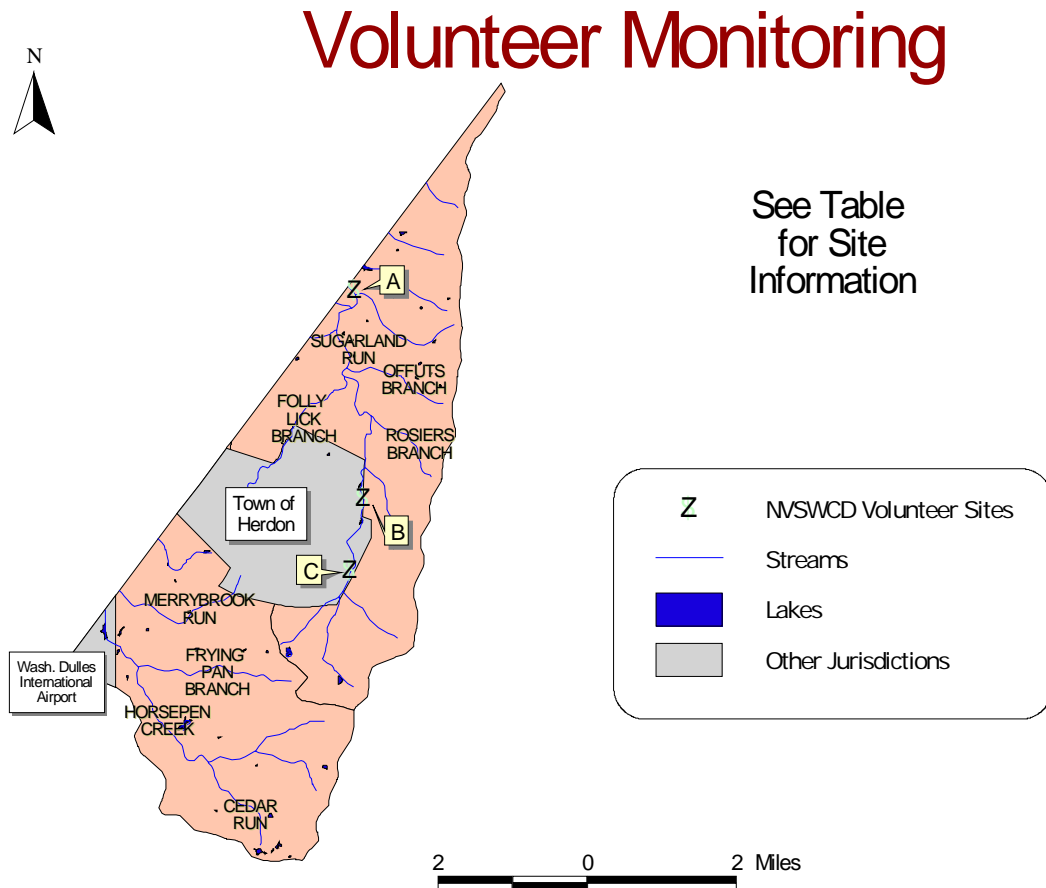 Volunteer Monitoring
N
See Table
for Site
Information
A
SUGARLAND
RUN
OFFUTS
BRANCH
FOLLY
LICK
BRANCH
ROSIERS
BRANCH
Town of
Herdon
B
C
MERRYBROOK
RUN
FRYING
PAN
BRANCH
Wash. Dulles
International
Airport
HORSEPEN
CREEK
CEDAR
RUN
Z
Z
Z
Z NVSWCD Volunteer Sites
Streams
Lakes
Other Jurisdictions
2 0 2 Miles